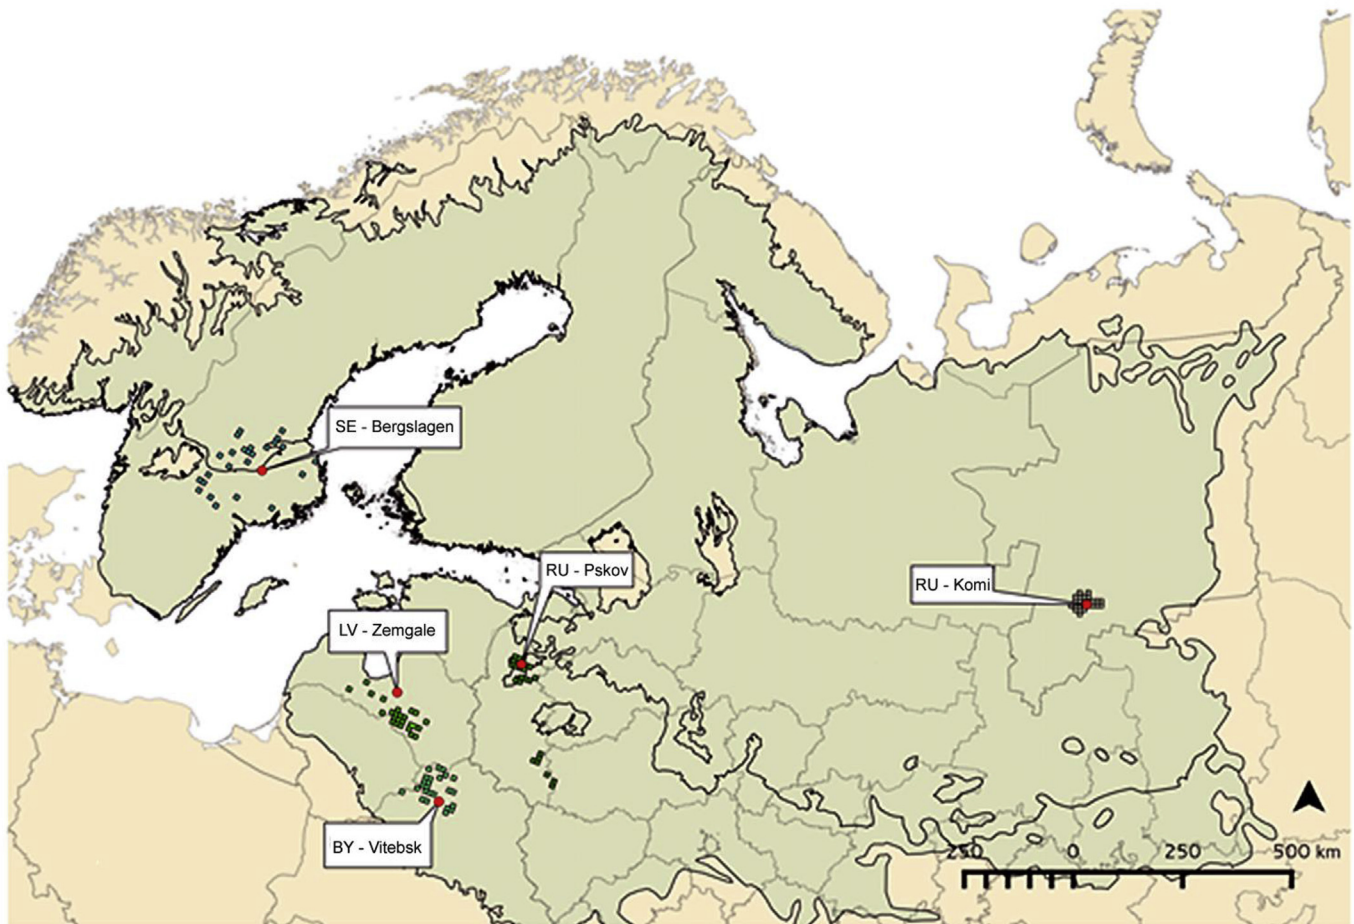 SE - Bergslagen
RU - Pskov
RU - Komi
LV - Zemgale
BY - Vitebsk
250 0 250 500 km